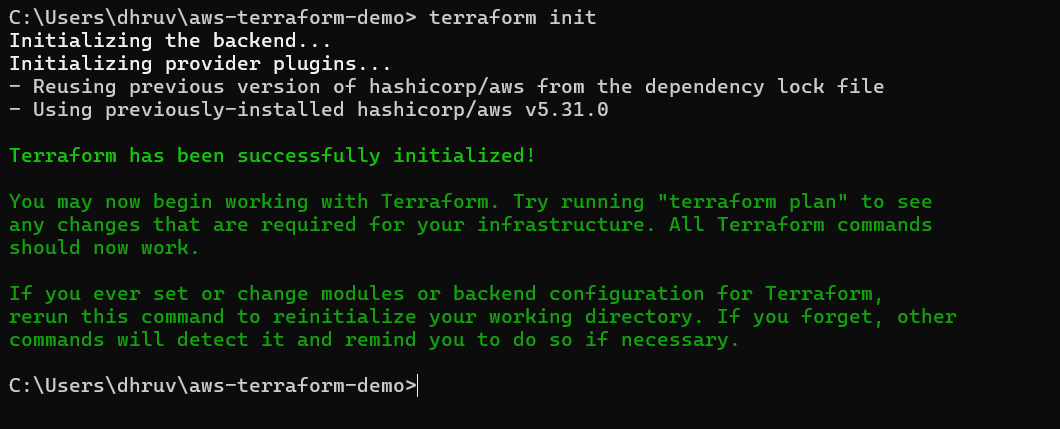 C:\Users\dhruv\aws-terraform-demo> terraform init
Initializing the backend...
Initializing provider plugins...
- Reusing previous version of hashicorp/aws from the dependency lock file
- Using previously-installed hashicorp/aws v5.31.0
Terraform has been successfully initialized!
You may now begin working with Terraform. Try running "terraform plan" to see
any changes that are required for your infrastructure. All Terraform commands
should now work.
If you ever set or change modules or backend configuration for Terraform,
rerun this command to reinitialize your working directory. If you forget, other
commands will detect it and remind you to do so if necessary.
C:\Users\dhruv\aws-terraform-demo>